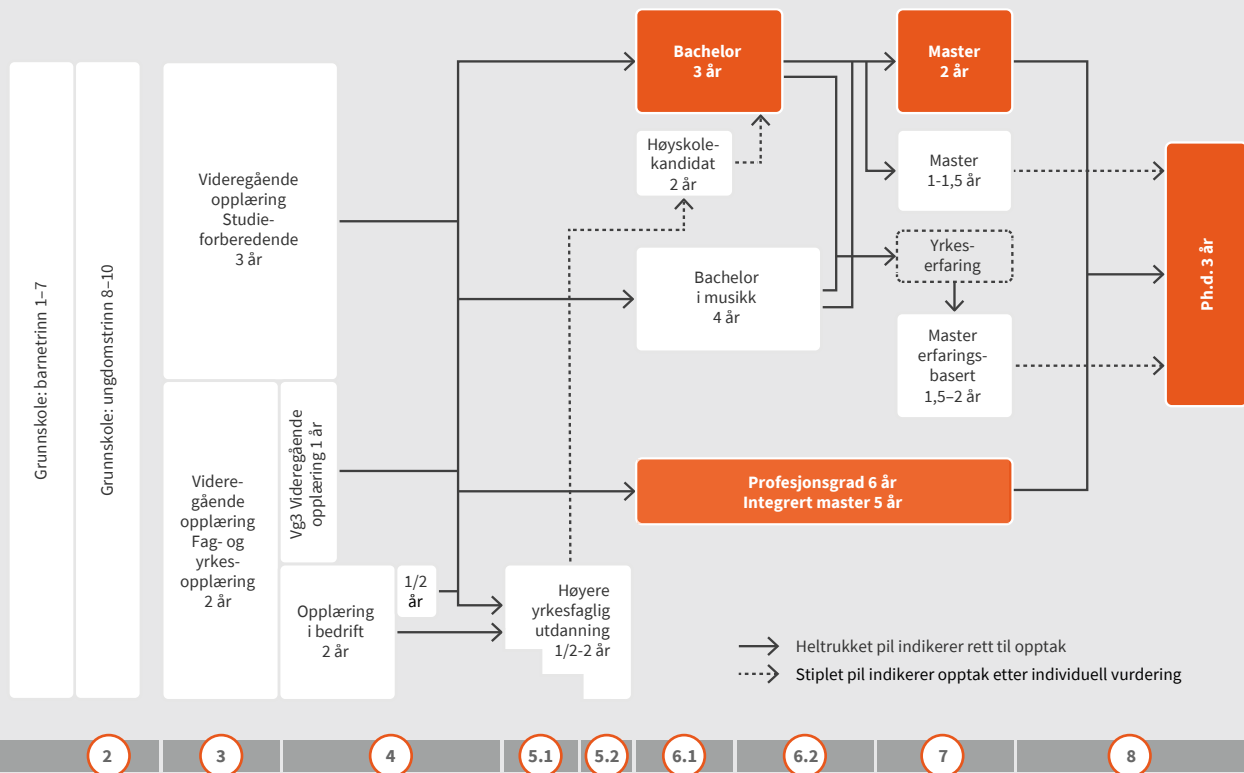 Grunnskole: barnetrinn 1–7
Grunnskole: ungdomstrinn 8–10
Videregående
opplæring
Studie-
forberedende
3 år
Videre-
gående
opplæring
Fag- og
yrkes-
opplæring
2 år
Vg3 Videregående
opplæring 1 år
Opplæring
i bedrift
2 år
1/2
år
Høyere
yrkesfaglig
utdanning
1/2-2 år
Bachelor
3 år
Høyskole-
kandidat
2 år
Bachelor
i musikk
4 år
Profesjonsgrad 6 år
Integrert master 5 år
Master
2 år
Master
1-1,5 år
Yrkes-
erfaring
Master
erfarings-
basert
1,5–2 år
Ph.d. 3 år
Heltrukket pil indikerer rett til opptak
Stiplet pil indikerer opptak etter individuell vurdering
2
3
4
5.1
5.2
6.1
6.2
7
8